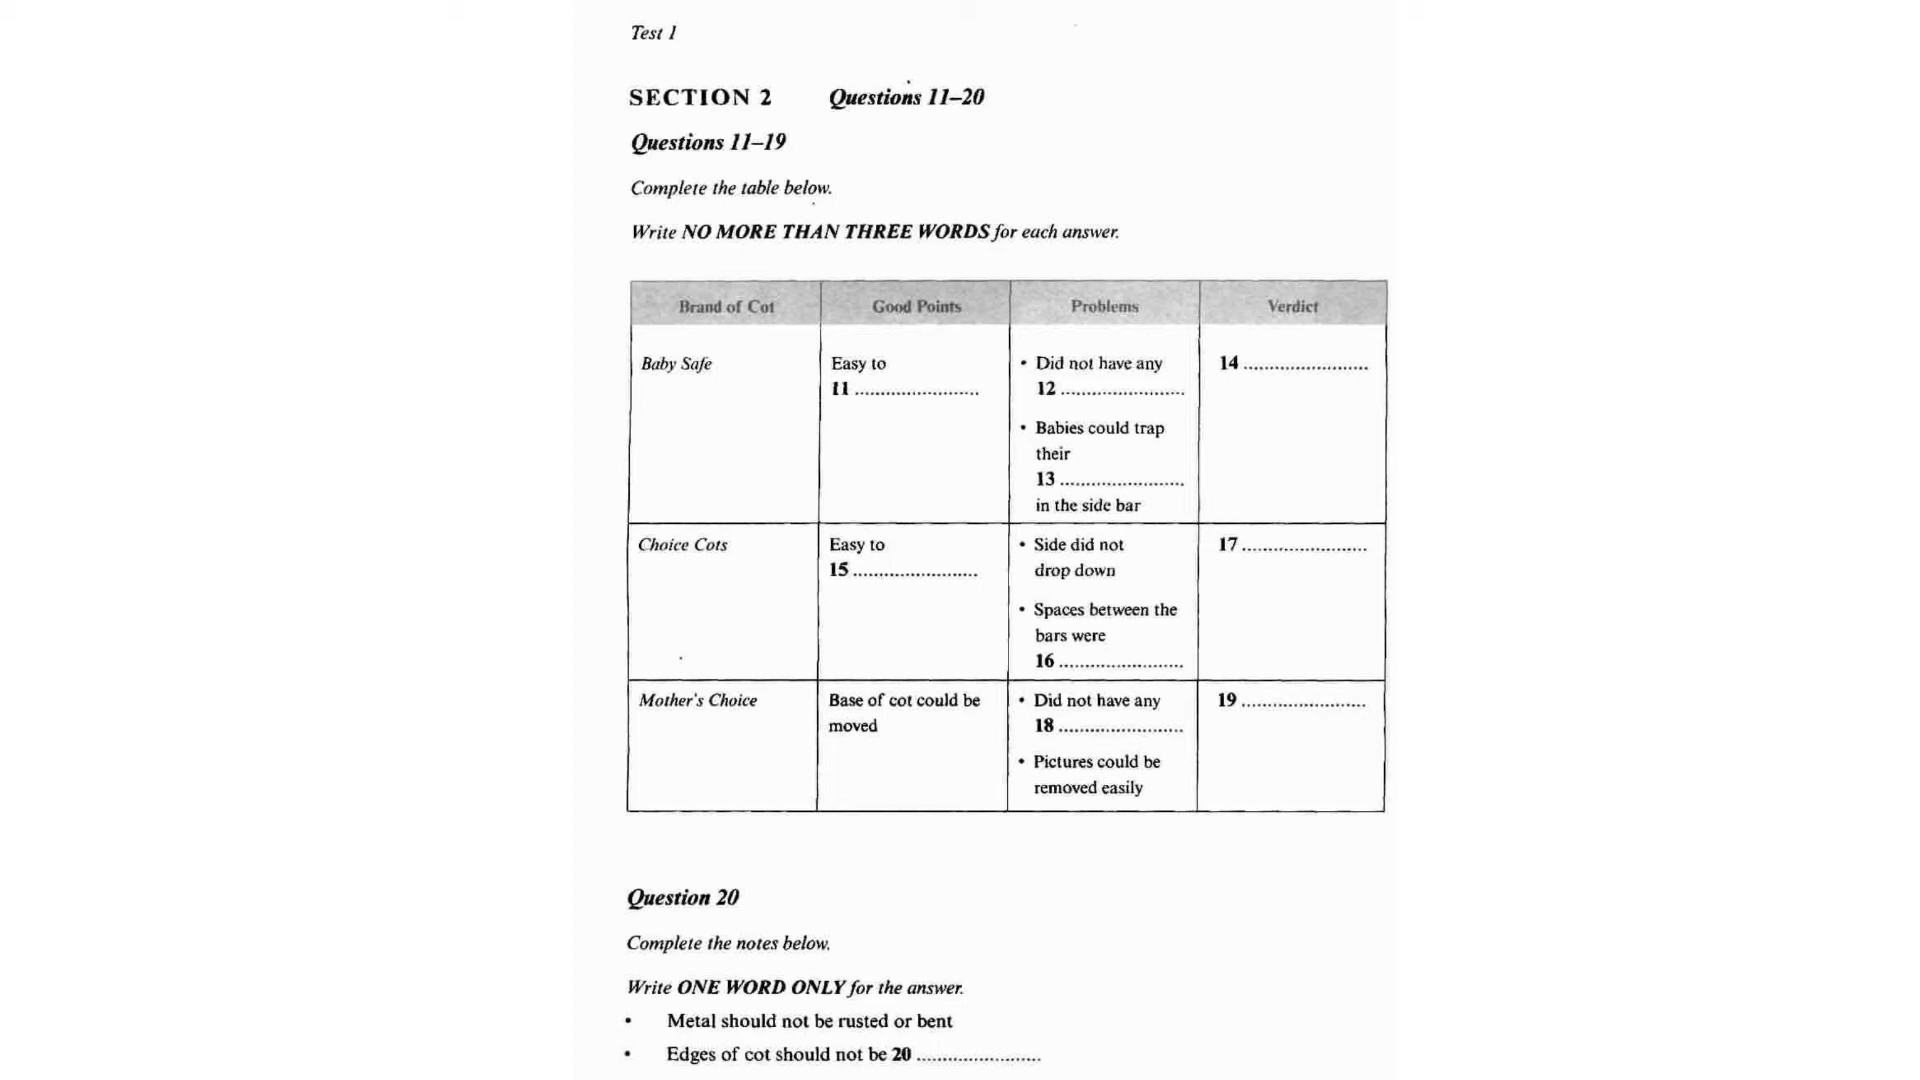 Test 1
SECTION 2 Questions 11–20
Questions 11–19
Complete the table below.
Write NO MORE THAN THREE WORDS for each answer.
Brand of Cot Good Points Problems Verdict
Baby Safe
Easy to
11 ........................
• Did not have any
12 ........................
• Babies could trap
their
13 ........................
in the side bar
14 ........................
Choice Cots
Easy to
15 ........................
• Side did not
drop down
• Spaces between the
bars were
16 ........................
17 ........................
Mother's Choice
Base of cot could be
moved
• Did not have any
18 ........................
• Pictures could be
removed easily
19 ........................
Question 20
Complete the notes below.
Write ONE WORD ONLY for the answer.
• Metal should not be rusted or bent
• Edges of cot should not be 20 ........................